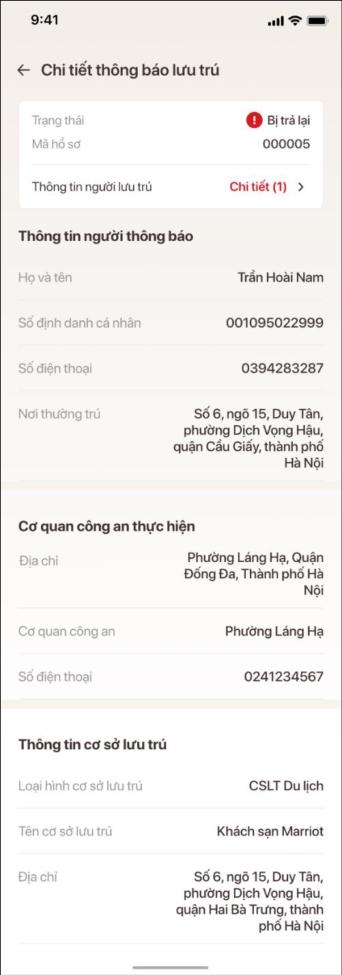 9:41
Chi tiết thông báo lưu trú
Trạng thái Bị trả lại
Mã hồ sơ 000005
Thông tin người lưu trú Chi tiết (1)
Thông tin người thông báo
Họ và tên Trần Hoài Nam
Số định danh cá nhân 001095022999
Số điện thoại 0394283287
Nơi thường trú Số 6, ngõ 15, Duy Tân,
phường Dịch Vọng Hậu,
quận Cầu Giấy, thành phố
Hà Nội
Cơ quan công an thực hiện
Địa chỉ Phường Láng Hạ, Quận
Đống Đa, Thành phố Hà
Nội
Cơ quan công an Phường Láng Hạ
Số điện thoại 0241234567
Thông tin cơ sở lưu trú
Loại hình cơ sở lưu trú CSLT Du lịch
Tên cơ sở lưu trú Khách sạn Marriot
Địa chỉ Số 6, ngõ 15, Duy Tân,
phường Dịch Vọng Hậu,
quận Hai Bà Trưng, thành
phố Hà Nội